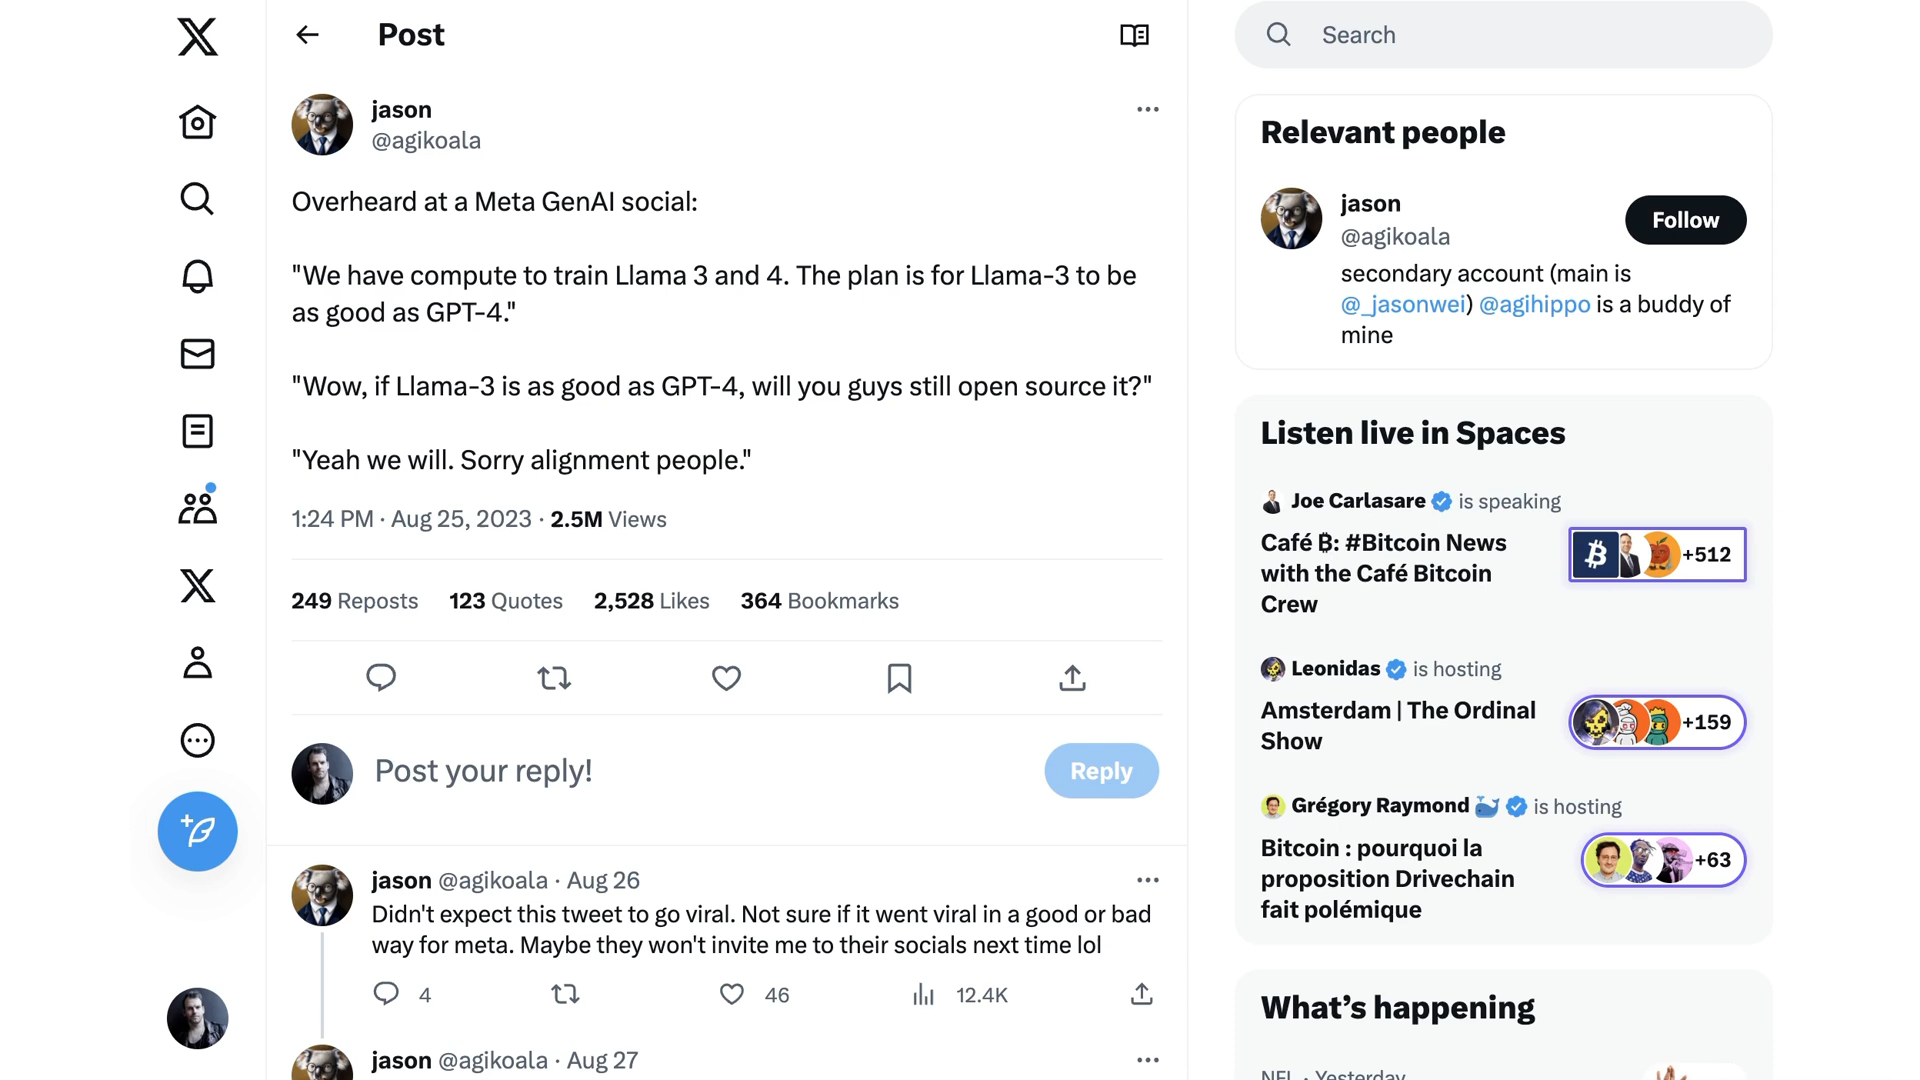 Post
jason
@agikoala
Overheard at a Meta GenAI social:
"We have compute to train Llama 3 and 4. The plan is for Llama-3 to be
as good as GPT-4."
"Wow, if Llama-3 is as good as GPT-4, will you guys still open source it?"
"Yeah we will. Sorry alignment people."
1:24 PM · Aug 25, 2023 · 2.5M Views
249 Reposts 123 Quotes 2,528 Likes 364 Bookmarks
Post your reply!
Reply
jason @agikoala · Aug 26
Didn't expect this tweet to go viral. Not sure if it went viral in a good or bad
way for meta. Maybe they won't invite me to their socials next time lol
4 46 12.4K
jason @agikoala · Aug 27
Search
Relevant people
jason
@agikoala
Follow
secondary account (main is
@_jasonwei) @agihippo is a buddy of
mine
Listen live in Spaces
Joe Carlasare is speaking
Café ₿: #Bitcoin News
with the Café Bitcoin
Crew
+512
Leonidas is hosting
Amsterdam | The Ordinal
Show
+159
Grégory Raymond 🐳 is hosting
Bitcoin : pourquoi la
proposition Drivechain
fait polémique
+63
What's happening
NFL · Yesterday